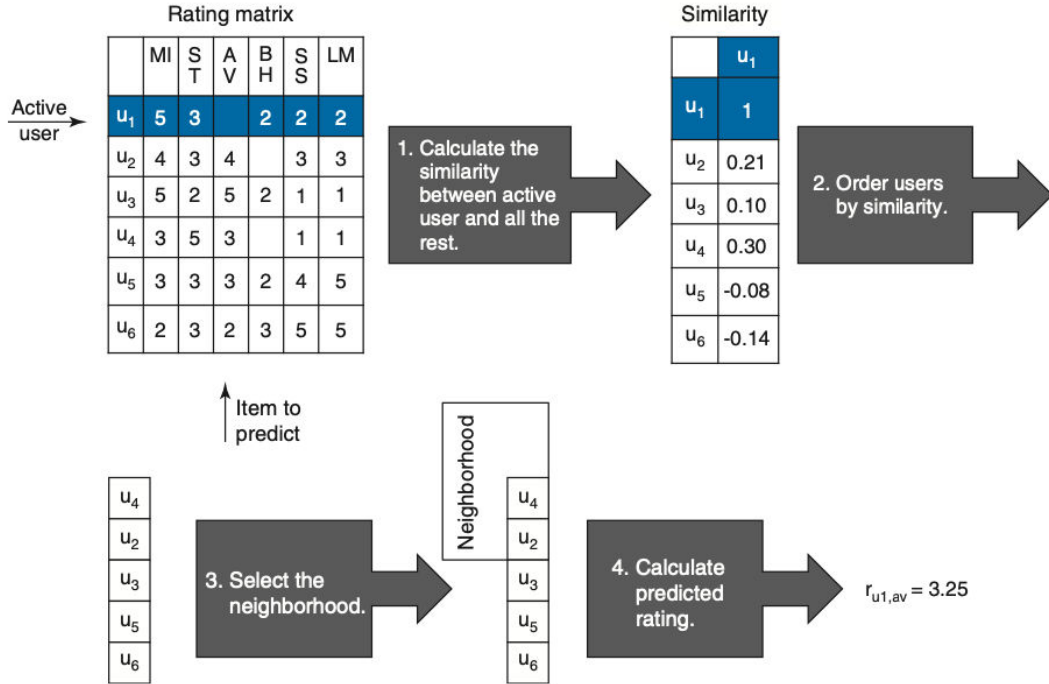 Rating matrix
MI S T A V B H S S LM
Active user
u1 5 3 2 2 2
u2 4 3 4 3 3
u3 5 2 5 2 1 1
u4 3 5 3 1 1
u5 3 3 3 2 4 5
u6 2 3 2 3 5 5
Item to
predict
1. Calculate the
similarity
between active
user and all the
rest.
Similarity
u1
u1 1
u2 0.21
u3 0.10
u4 0.30
u5 -0.08
u6 -0.14
2. Order users
by similarity.
u4
u2
u3
u5
u6
3. Select the
neighborhood.
Neighborhood
u4
u2
u3
u5
u6
4. Calculate
predicted
rating.
ru1,av = 3.25